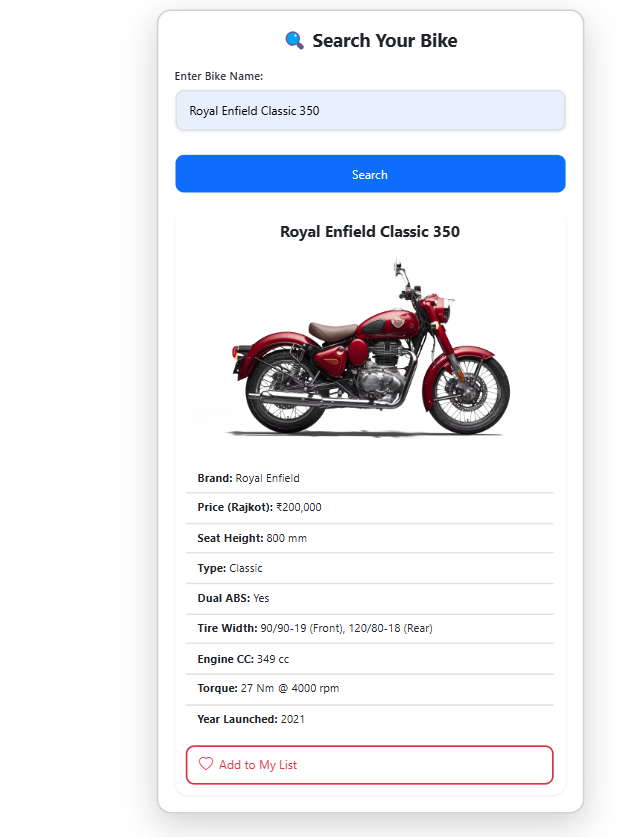 Search Your Bike
Enter Bike Name:
Royal Enfield Classic 350
Search
Royal Enfield Classic 350
Brand: Royal Enfield
Price (Rajkot): ₹200,000
Seat Height: 800 mm
Type: Classic
Dual ABS: Yes
Tire Width: 90/90-19 (Front), 120/80-18 (Rear)
Engine CC: 349 cc
Torque: 27 Nm @ 4000 rpm
Year Launched: 2021
Add to My List